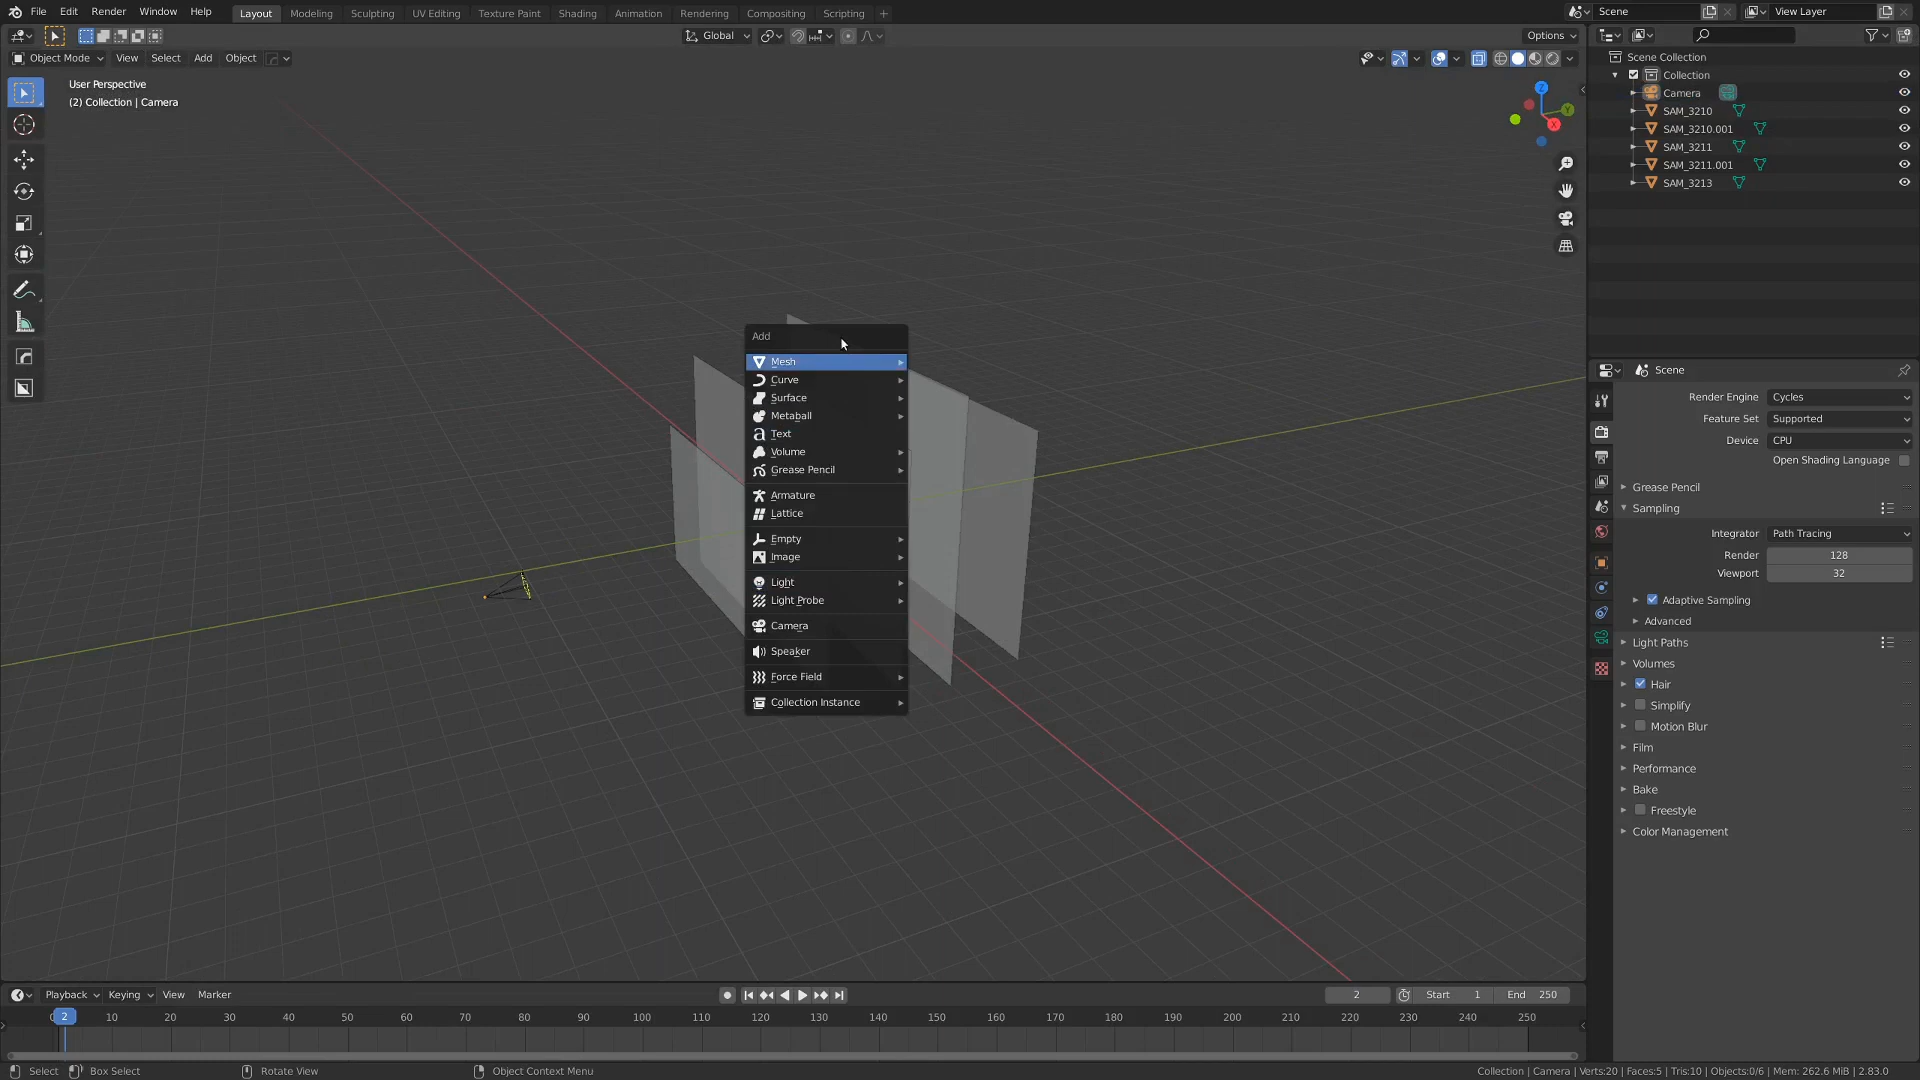 File Edit Render Window Help Layout Modeling Sculpting UV Editing Texture Paint Shading Animation Rendering Compositing Scripting + Scene View Layer
Global Options
Object Mode View Select Add Object
User Perspective
(2) Collection | Camera
Z
Y
X
Scene Collection
Collection
Camera
SAM_3210
SAM_3210.001
SAM_3211
SAM_3211.001
SAM_3213
Add
Mesh
Curve
Surface
Metaball
Text
Volume
Grease Pencil
Armature
Lattice
Empty
Image
Light
Light Probe
Camera
Speaker
Force Field
Collection Instance
Scene
Render Engine Cycles
Feature Set Supported
Device CPU
Open Shading Language
Grease Pencil
Sampling
Integrator Path Tracing
Render 128
Viewport 32
Adaptive Sampling
Advanced
Light Paths
Volumes
Hair
Simplify
Motion Blur
Film
Performance
Bake
Freestyle
Color Management
Playback Keying View Marker 2 Start 1 End 250
2 10 20 30 40 50 60 70 80 90 100 110 120 130 140 150 160 170 180 190 200 210 220 230 240 250
Select Box Select Rotate View Object Context Menu Collection | Camera | Verts:20 | Faces:5 | Tris:10 | Objects:0/6 | Mem: 262.6 MiB | 2.83.0